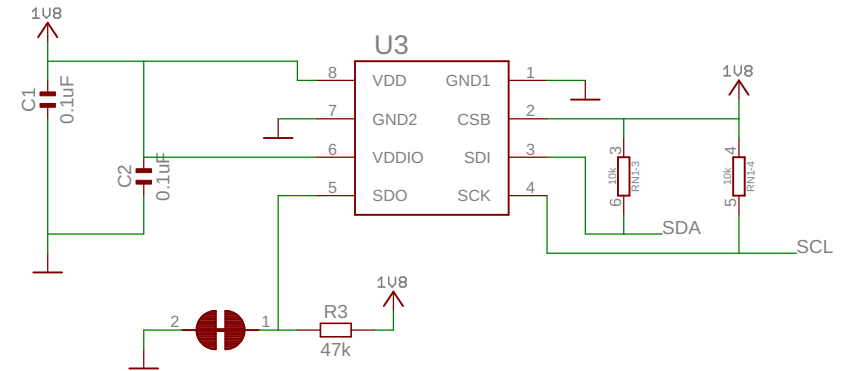 1V8
U3
C1
0.1uF
8
VDD
GND1
1
1V8
7
GND2
CSB
2
C2
0.1uF
6
VDDIO
SDI
3
3
10k
RN1-3
6
4
10k
RN1-4
5
5
SDO
SCK
4
SDA
SCL
1V8
2
1
R3
47k